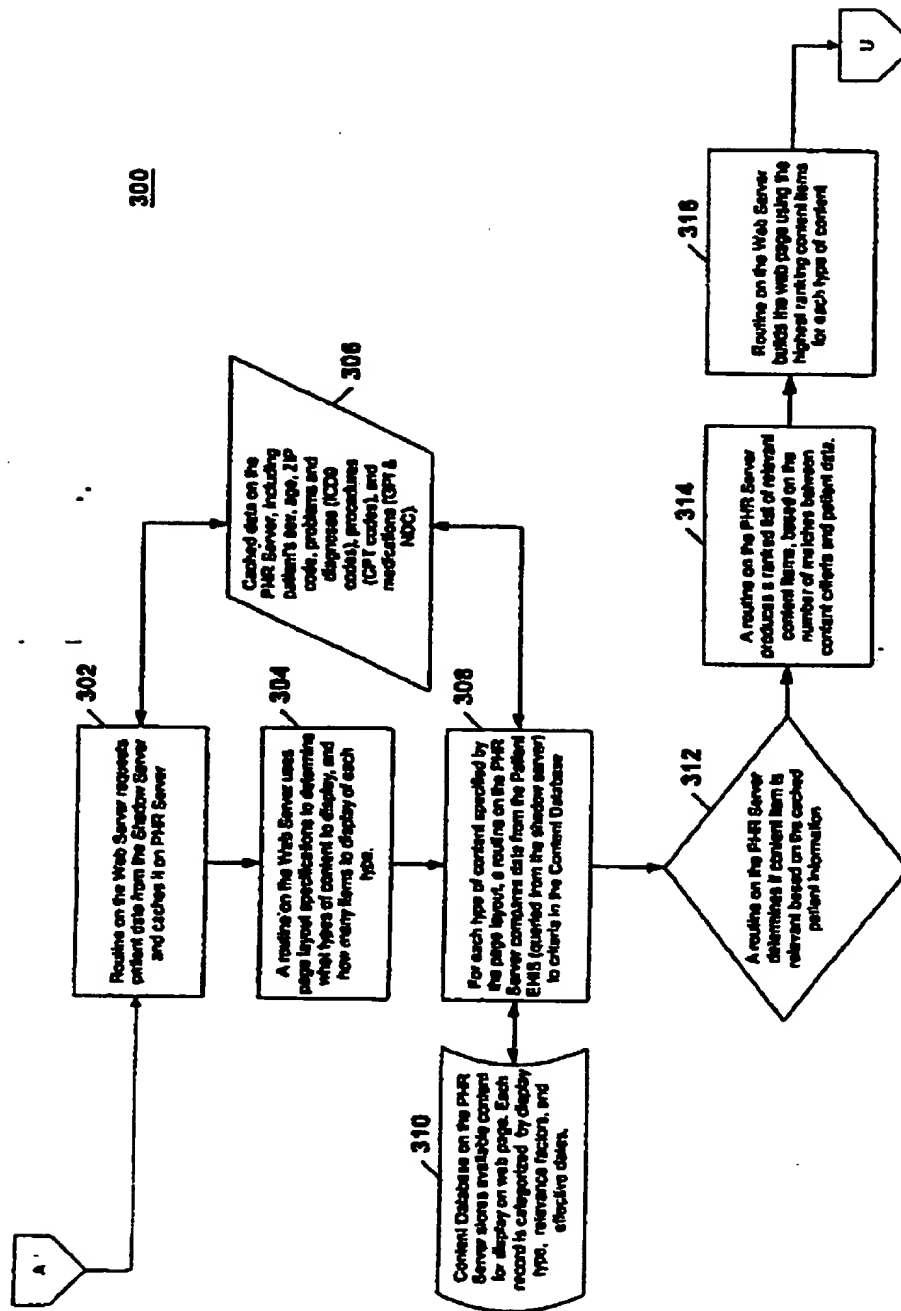 A
300
302
Routine on the Web Server requests
patient data from the Shadow Server
and caches it on PHR Server
306
Cached data on the
PHR Server, including
patient's sex, age, ZIP
code, problems and
diagnoses (ICD9
codes), procedures
(CPT codes), and
medications (GPI &
NDC).
304
A routine on the Web Server uses
page layout specifications to determine
what types of content to display, and
how many items to display of each
type.
308
For each type of content specified by
the page layout, a routine on the PHR
Server compares data from the Patient
(queried from the shadow server)
to criteria in the Content Database
310
Content Database on the PHR
Server stores available content
for display on web page. Each
record is categorized by display
type, relevance factors, and
effective dates.
312
A routine on the PHR Server
determines if content item is
relevant based on the cached
patient information
314
A routine on the PHR Server
produces a ranked list of relevant
content items, based on the
number of matches between
content criteria and patient data.
316
Routine on the Web Server
builds the web page using the
highest ranking content items
for each type of content
U